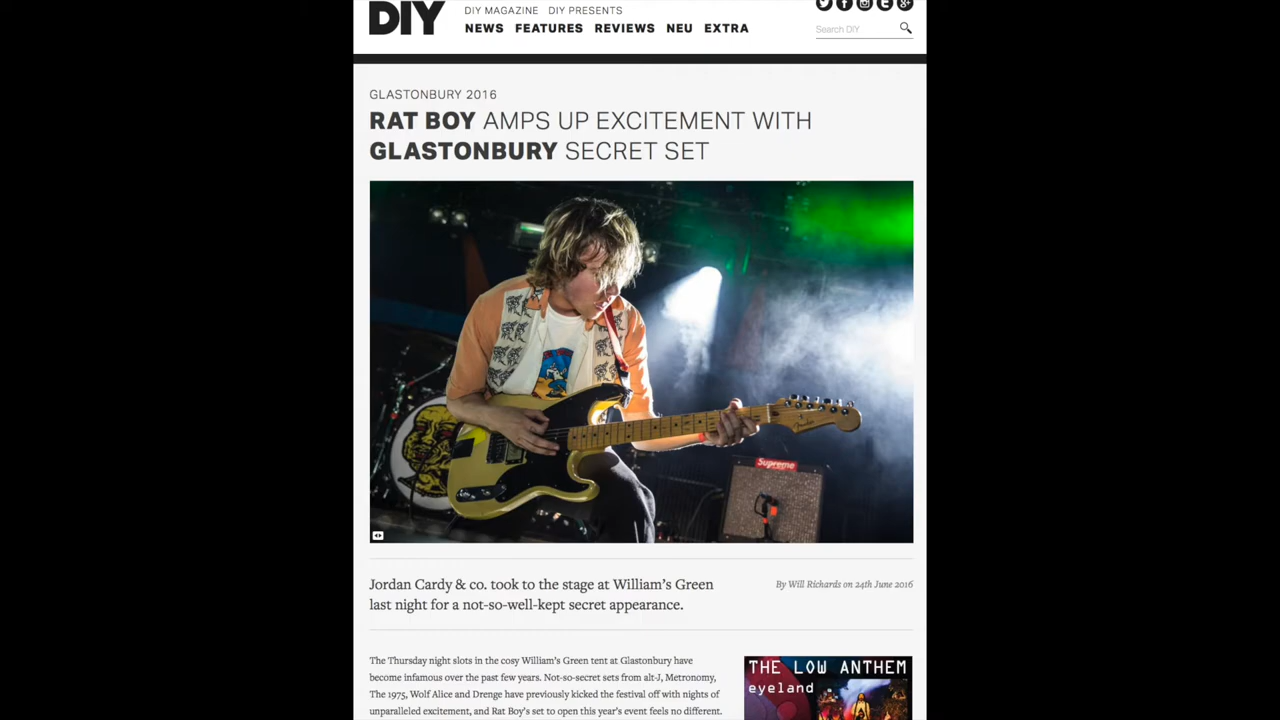 DIY
DIY MAGAZINE DIY PRESENTS
NEWS FEATURES REVIEWS NEU EXTRA
Search DIY
GLASTONBURY 2016
RAT BOY AMPS UP EXCITEMENT WITH
GLASTONBURY SECRET SET
Fender
Supreme
Jordan Cardy & co. took to the stage at William's Green
last night for a not-so-well-kept secret appearance.
By Will Richards on 24th June 2016
The Thursday night slots in the cosy William's Green tent at Glastonbury have
become infamous over the past few years. Not-so-secret sets from alt-J, Metronomy,
The 1975, Wolf Alice and Drenge have previously kicked the festival off with nights of
unparalleled excitement, and Rat Boy's set to open this year's event feels no different.
THE LOW ANTHEM
eyeland